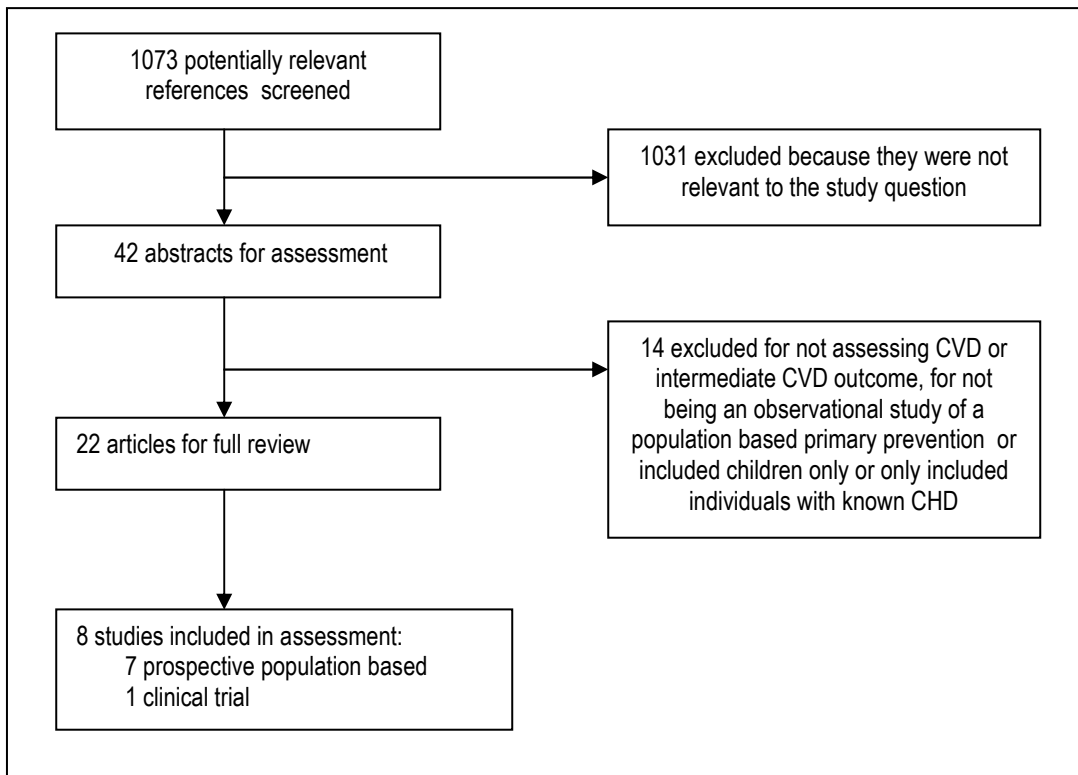 1073 potentially relevant
references  screened
1031 excluded because they were not
relevant to the study question
42 abstracts for assessment
14 excluded for not assessing CVD or
intermediate CVD outcome, for not
being an observational study of a
population based primary prevention  or
included children only or only included
individuals with known CHD
22 articles for full review
8 studies included in assessment:
7 prospective population based
1 clinical trial